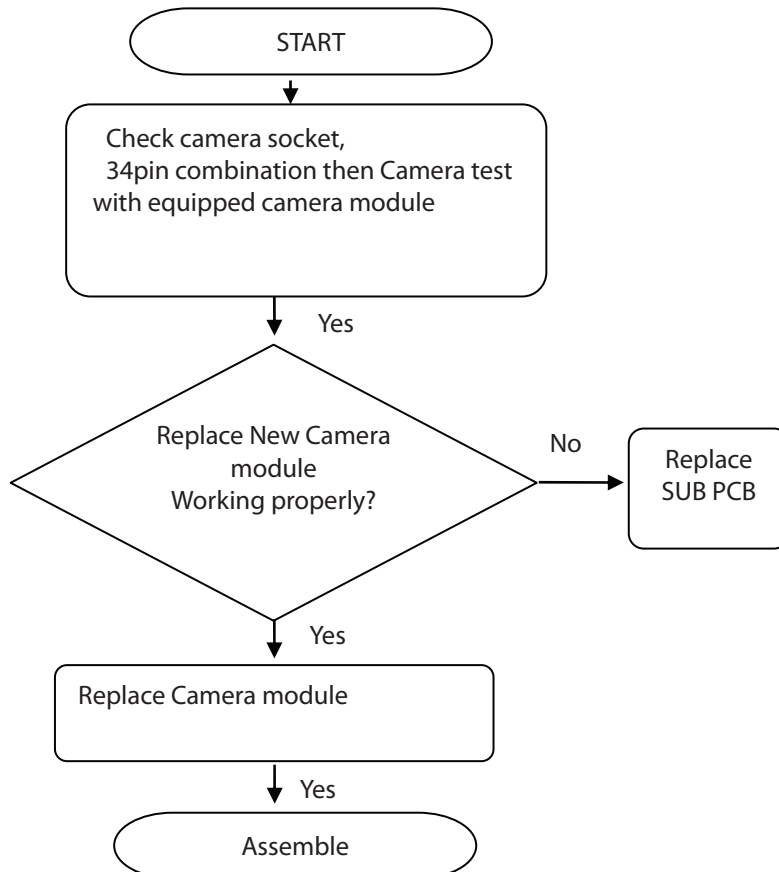 START
Check camera socket,
34pin combination then Camera test
with equipped camera module
Yes
Replace New Camera
module
Working properly?
No
Replace
SUB PCB
Yes
Replace Camera module
Yes
Assemble